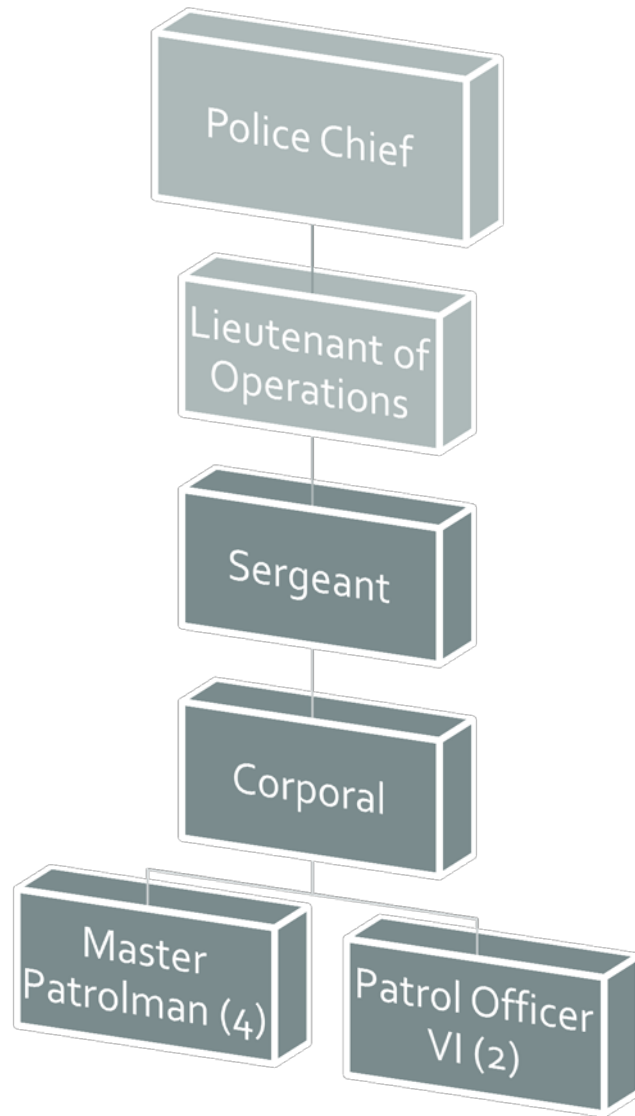 Police Chief
Lieutenant of
Operations
Sergeant
Corporal
Master
Patrolman (4)
Patrol Officer
VI (2)